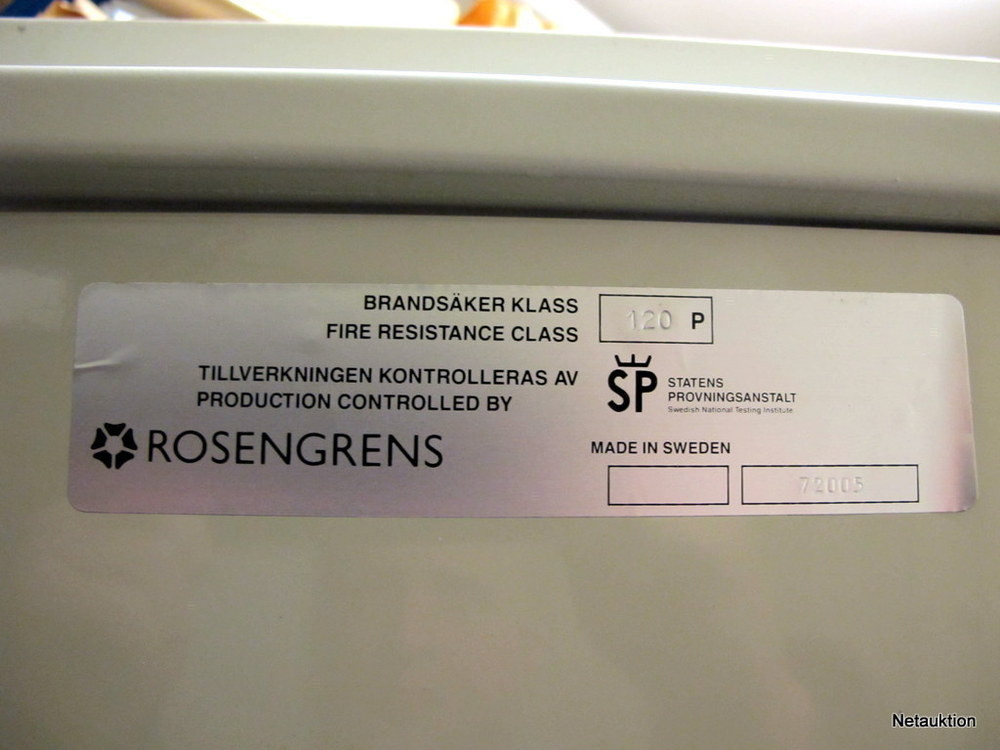 BRANDSÄKER KLASS
FIRE RESISTANCE CLASS
120 P
TILLVERKNINGEN KONTROLLERAS AV
PRODUCTION CONTROLLED BY
SP
STATENS
PROVNINGSANSTALT
Swedish National Testing Institute
ROSENGRENS
MADE IN SWEDEN
72005
Netauktion